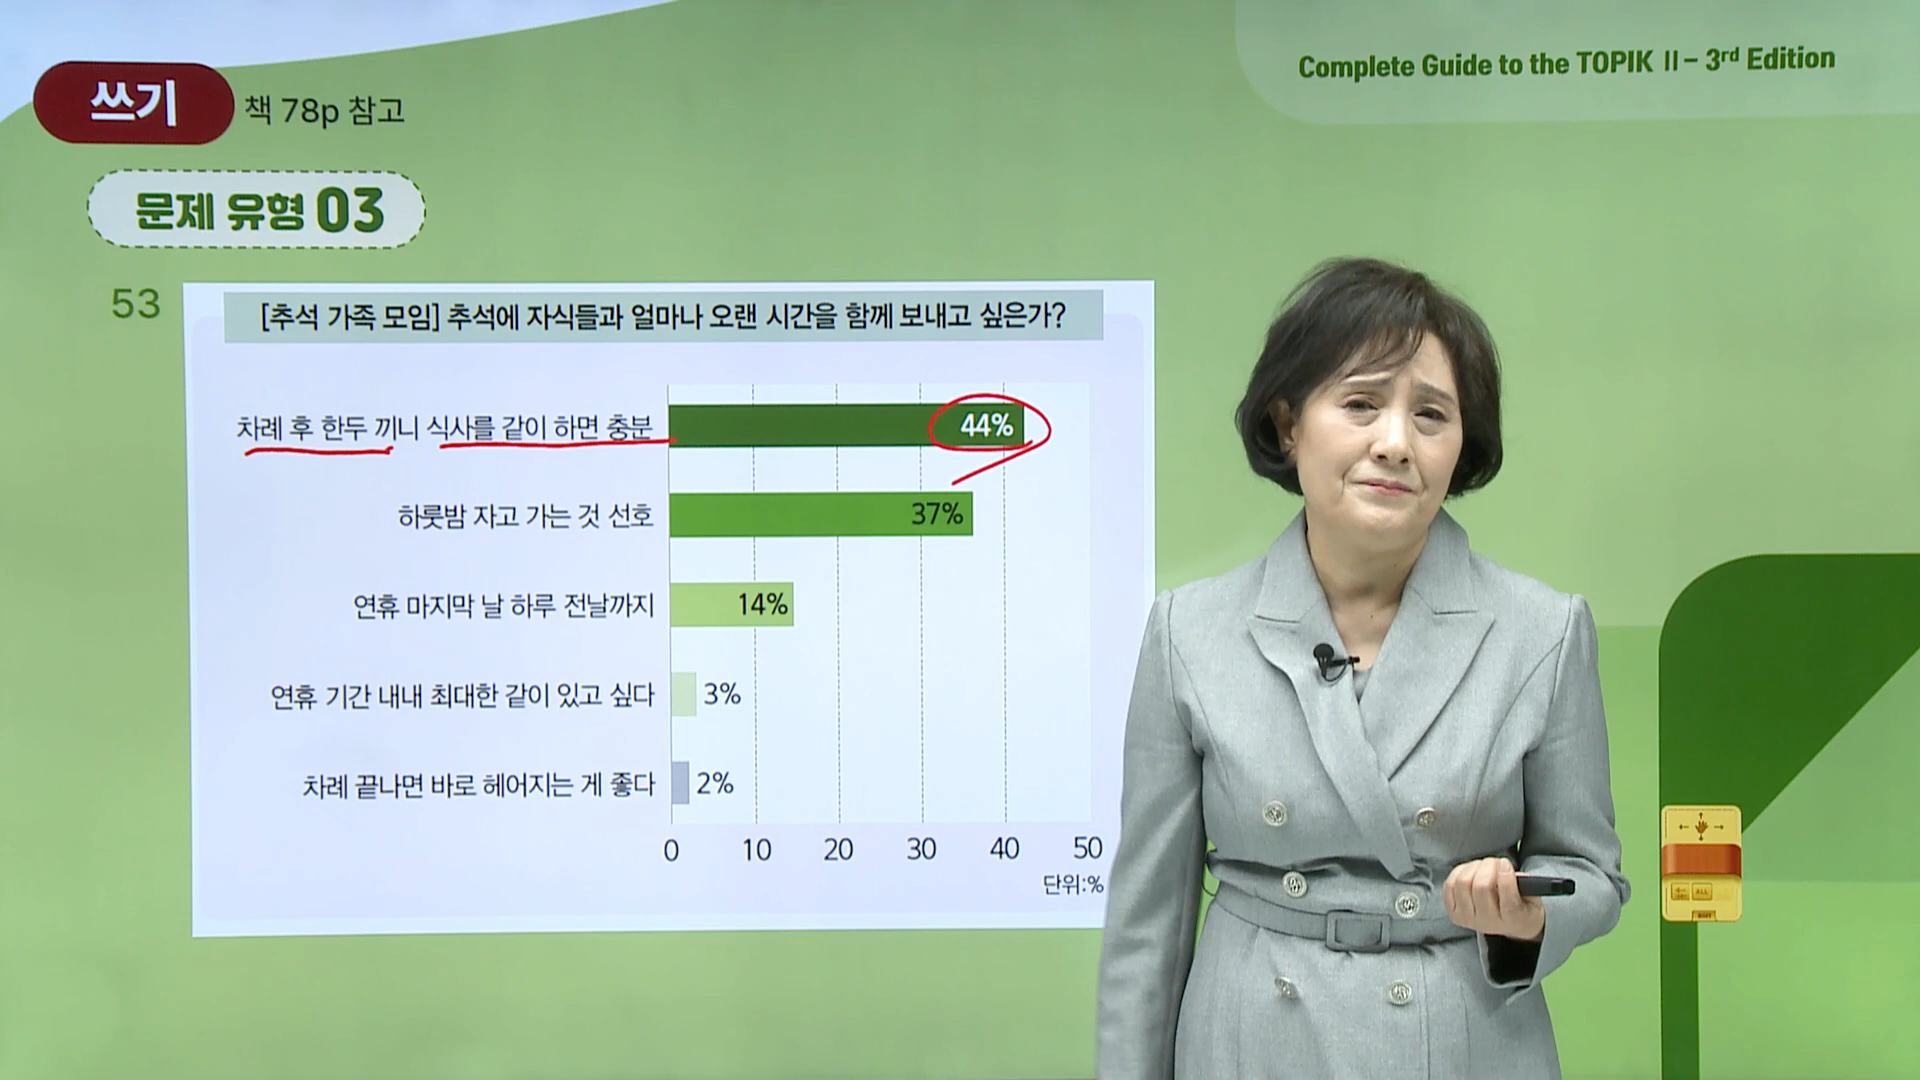 쓰기
책 78p 참고
Complete Guide to the TOPIK Ⅱ – 3rd Edition
문제 유형 03
53
[추석 가족 모임] 추석에 자식들과 얼마나 오랜 시간을 함께 보내고 싶은가?
차례 후 한두 끼니 식사를 같이 하면 충분 44%
하룻밤 자고 가는 것 선호 37%
연휴 마지막 날 하루 전날까지 14%
연휴 기간 내내 최대한 같이 있고 싶다 3%
차례 끝나면 바로 헤어지는 게 좋다 2%
0 10 20 30 40 50
단위:%
ALL